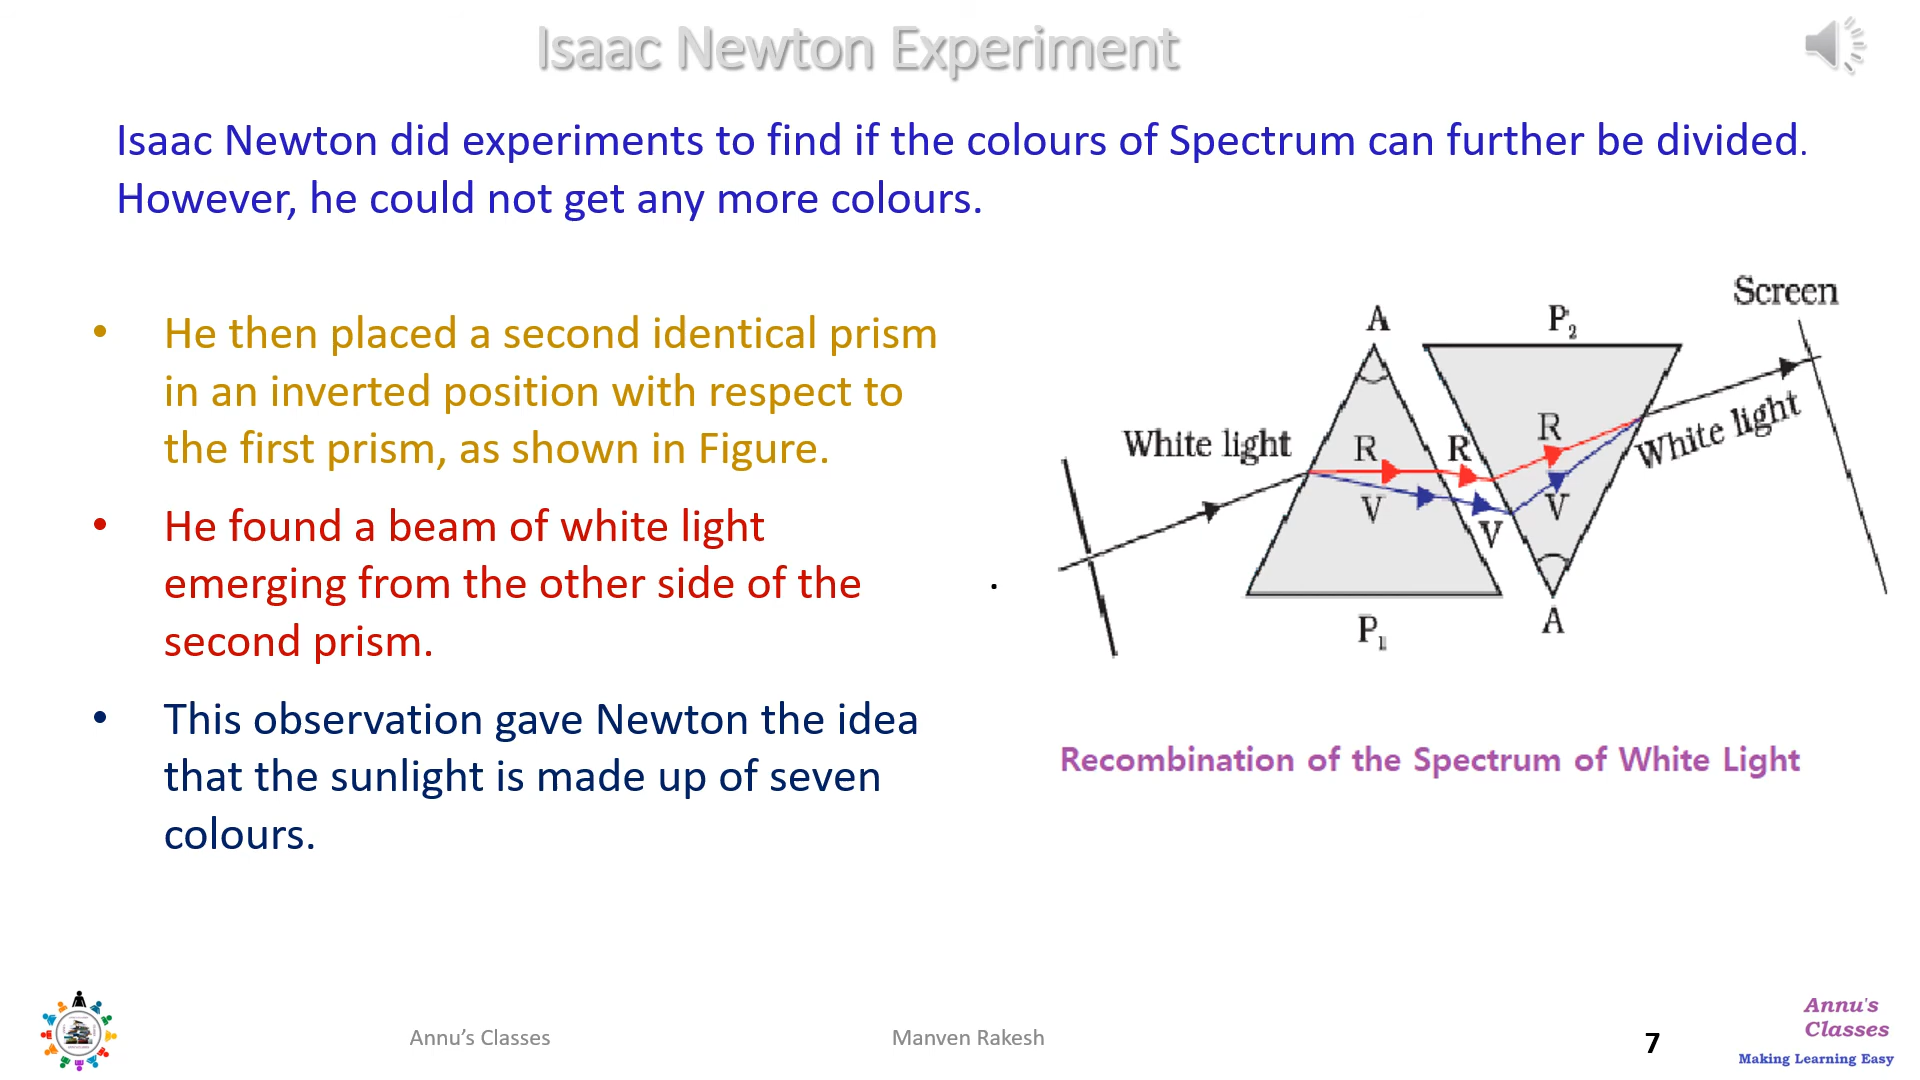 Isaac Newton Experiment
Isaac Newton did experiments to find if the colours of Spectrum can further be divided.
However, he could not get any more colours.
• He then placed a second identical prism
in an inverted position with respect to
the first prism, as shown in Figure.
• He found a beam of white light
emerging from the other side of the
second prism.
• This observation gave Newton the idea
that the sunlight is made up of seven
colours.
.
Screen
A
P2
White light
R
R
R
White light
V
V
V
P1
A
Recombination of the Spectrum of White Light
Annu’s Classes
Manven Rakesh
7
Annu's
Classes
Making Learning Easy